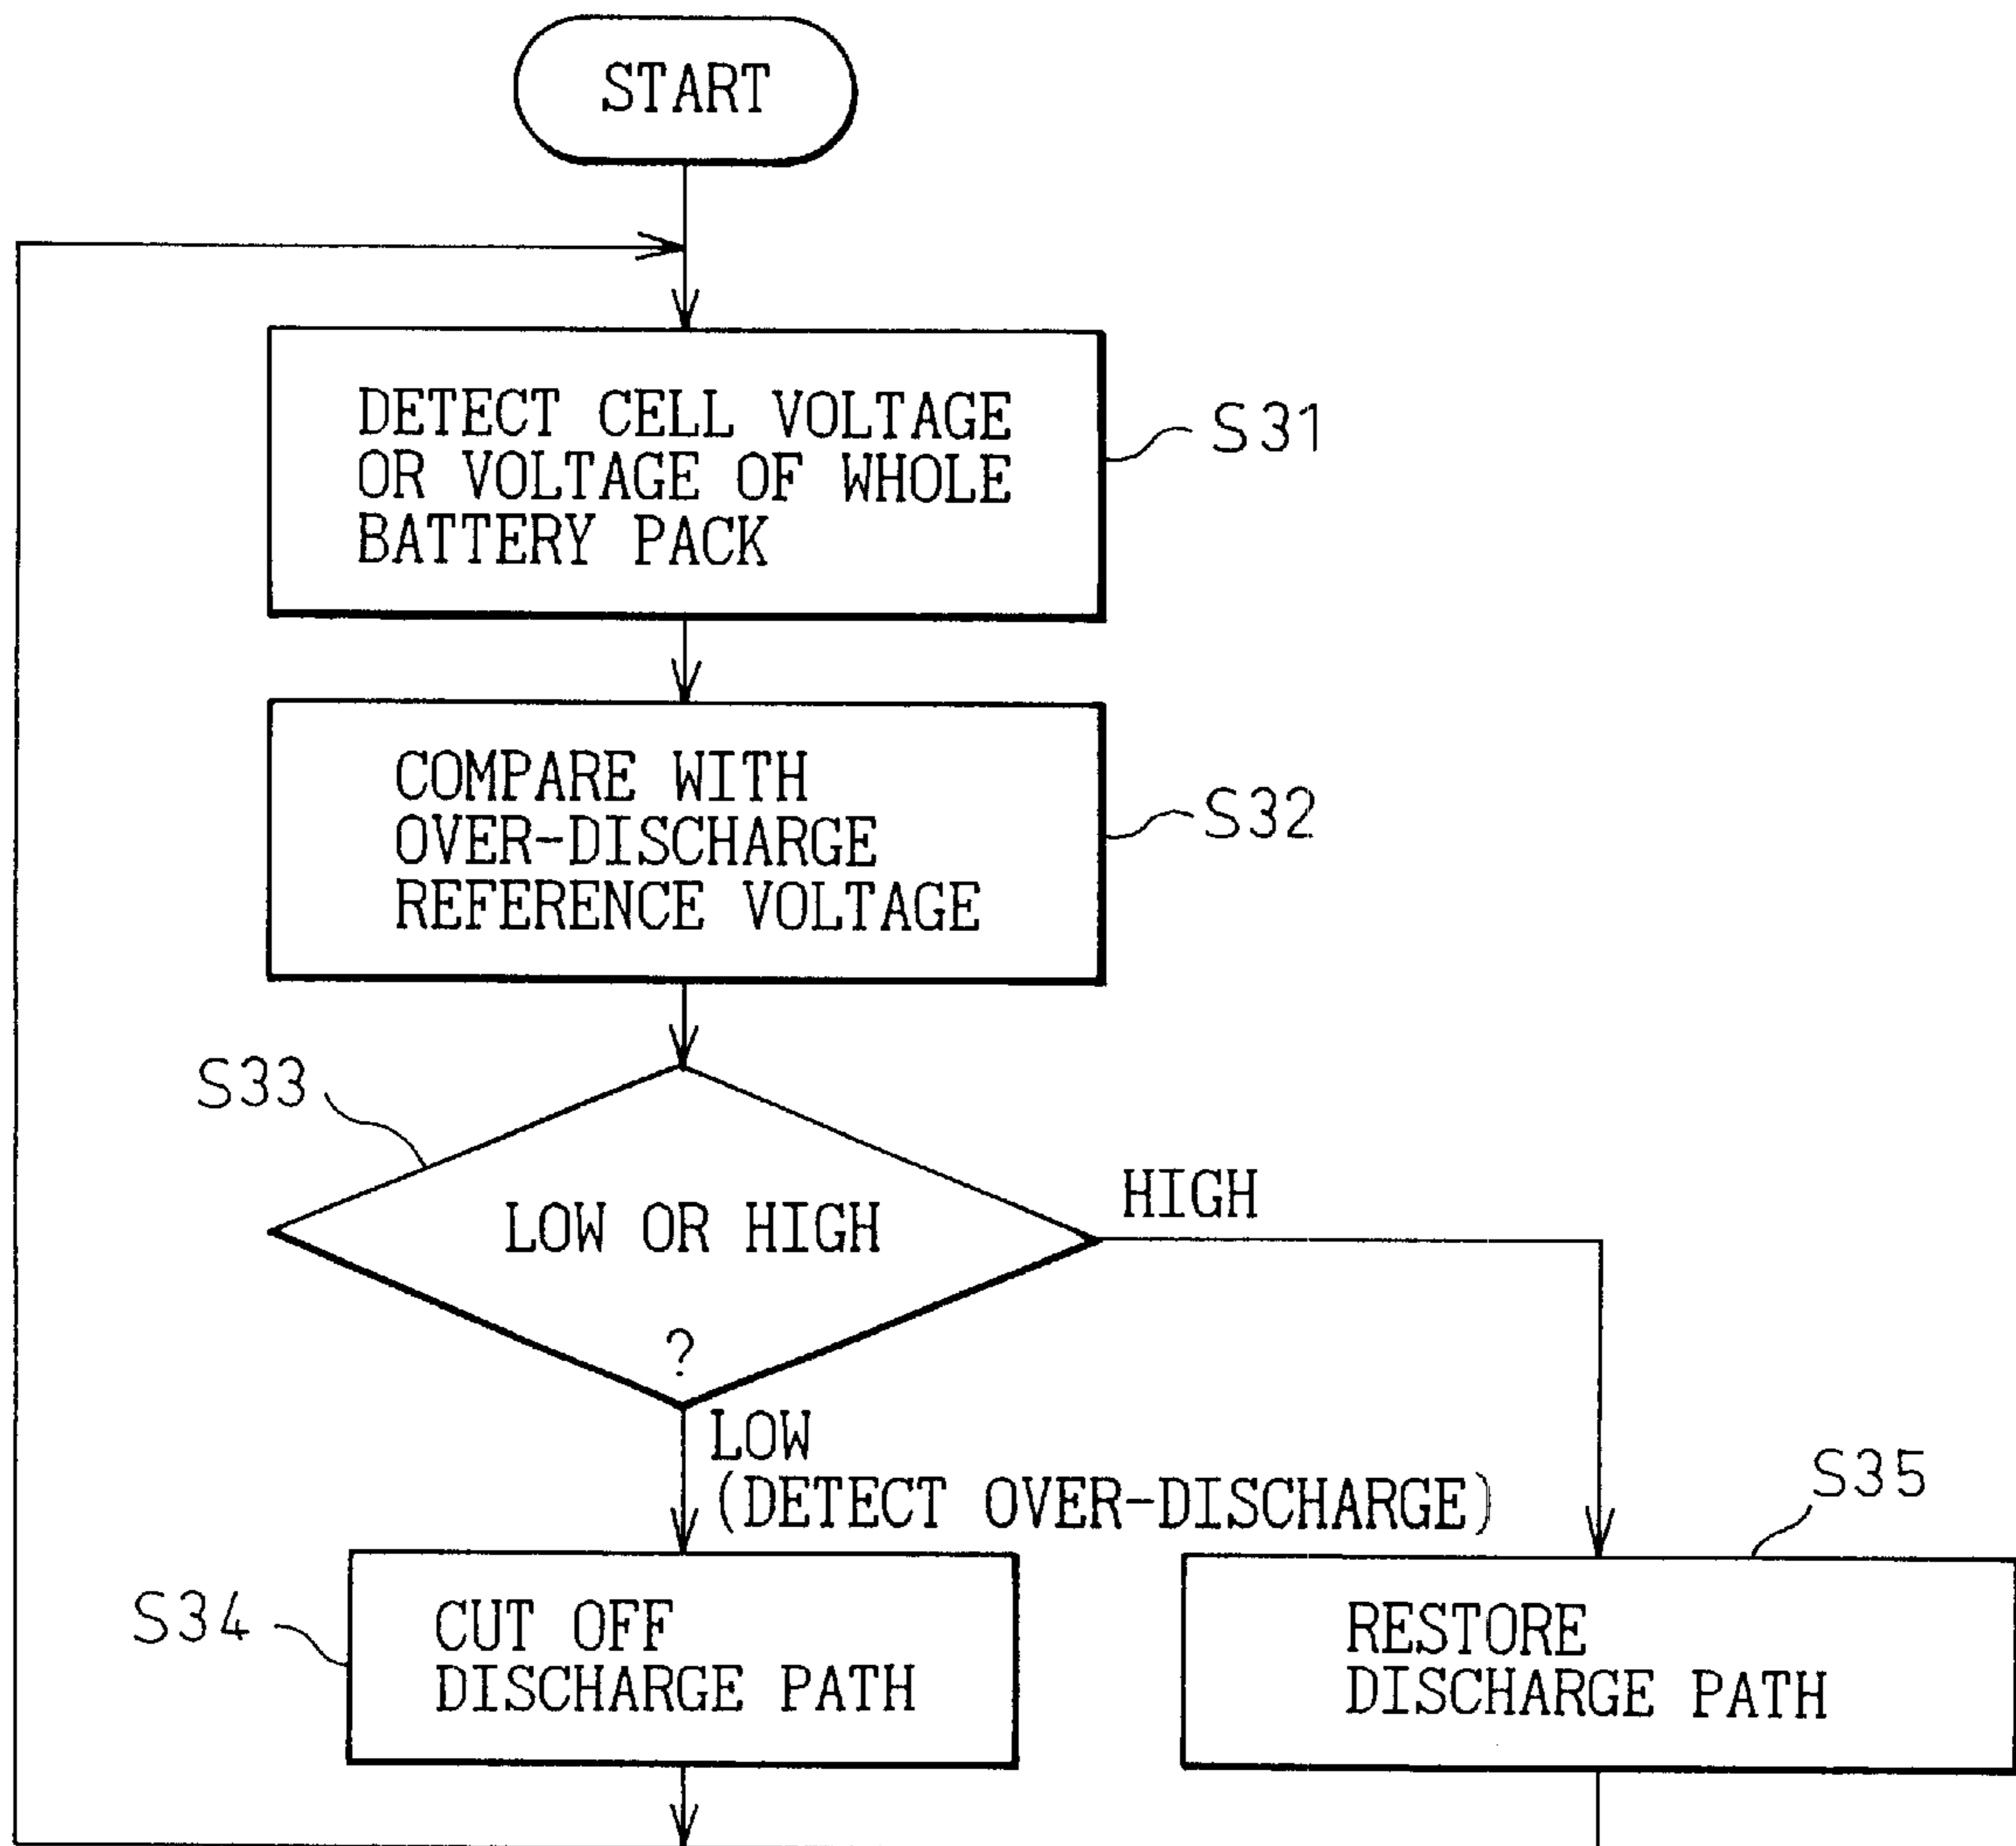 START
DETECT CELL VOLTAGE
OR VOLTAGE OF WHOLE
BATTERY PACK
S31
COMPARE WITH
OVER-DISCHARGE
REFERENCE VOLTAGE
S32
S33
LOW OR HIGH
?
HIGH
LOW
(DETECT OVER-DISCHARGE)
S34
CUT OFF
DISCHARGE PATH
S35
RESTORE
DISCHARGE PATH